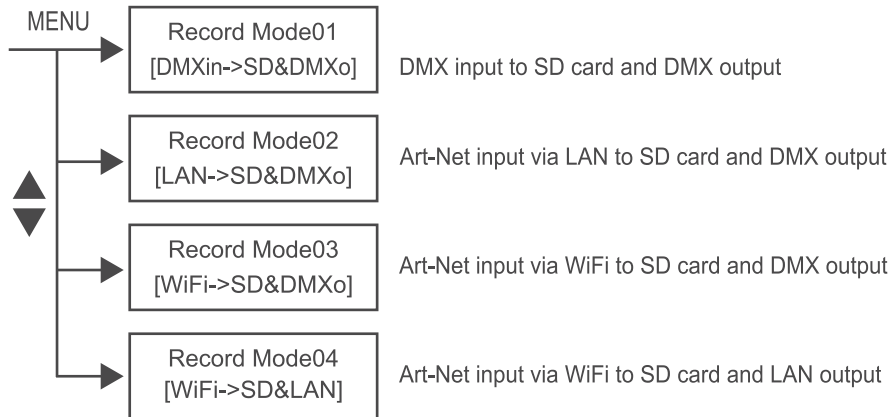 MENU
Record Mode01
[DMXin->SD&DMXo]
DMX input to SD card and DMX output
Record Mode02
[LAN->SD&DMXo]
Art-Net input via LAN to SD card and DMX output
Record Mode03
[WiFi->SD&DMXo]
Art-Net input via WiFi to SD card and DMX output
Record Mode04
[WiFi->SD&LAN]
Art-Net input via WiFi to SD card and LAN output